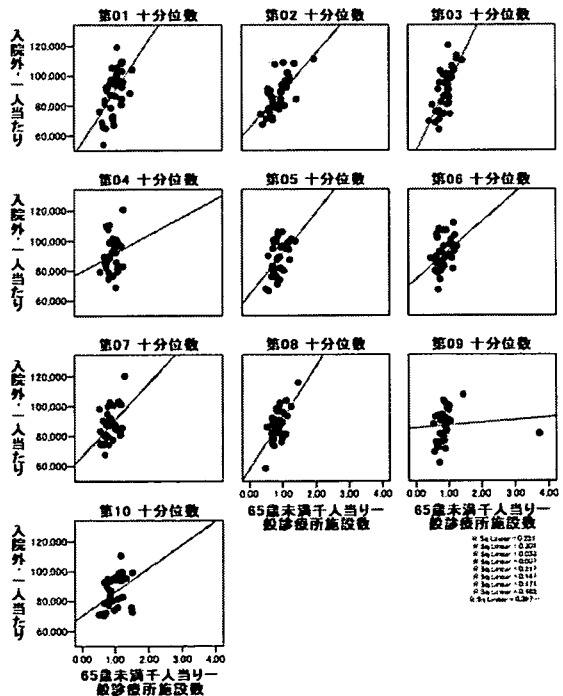 第01 十分位数
第02 十分位数
第03 十分位数
入院外・一人当たり
120,000
100,000
80,000
60,000
第04 十分位数
第05 十分位数
第06 十分位数
入院外・一人当たり
120,000
100,000
80,000
60,000
第07 十分位数
第08 十分位数
第09 十分位数
入院外・一人当たり
120,000
100,000
80,000
60,000
0.00 1.00 2.00 3.00 4.00
0.00 1.00 2.00 3.00 4.00
65歳未満千人当り一
般診療所施設数
65歳未満千人当り一
般診療所施設数
第10 十分位数
入院外・一人当たり
120,000
100,000
80,000
60,000
0.00 1.00 2.00 3.00 4.00
65歳未満千人当り一
般診療所施設数